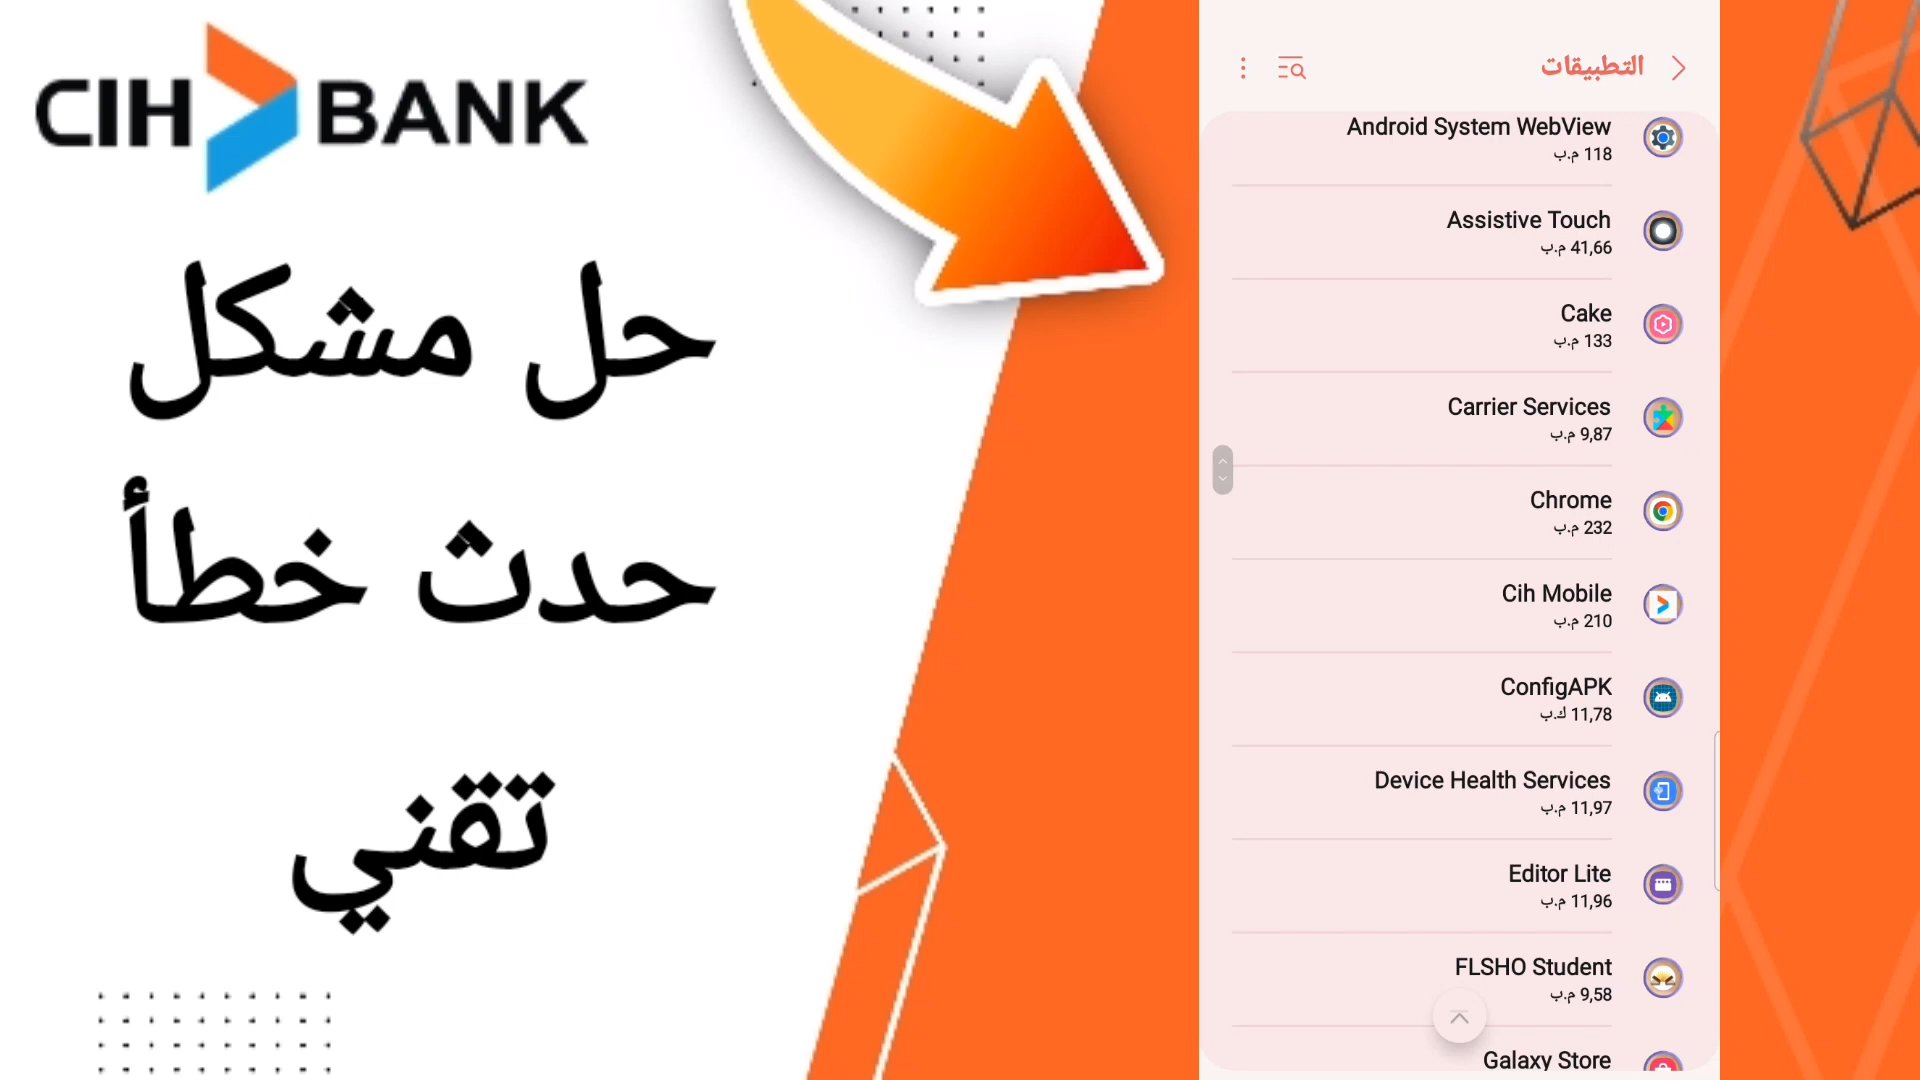 CIH BANK
حل مشكل
حدث خطأ
تقني
التطبيقات
Android System WebView
118 م.ب
Assistive Touch
41,66 م.ب
Cake
133 م.ب
Carrier Services
9,87 م.ب
Chrome
232 م.ب
Cih Mobile
210 م.ب
ConfigAPK
11,78 ك.ب
Device Health Services
11,97 م.ب
Editor Lite
11,96 م.ب
FLSHO Student
9,58 م.ب
Galaxy Store